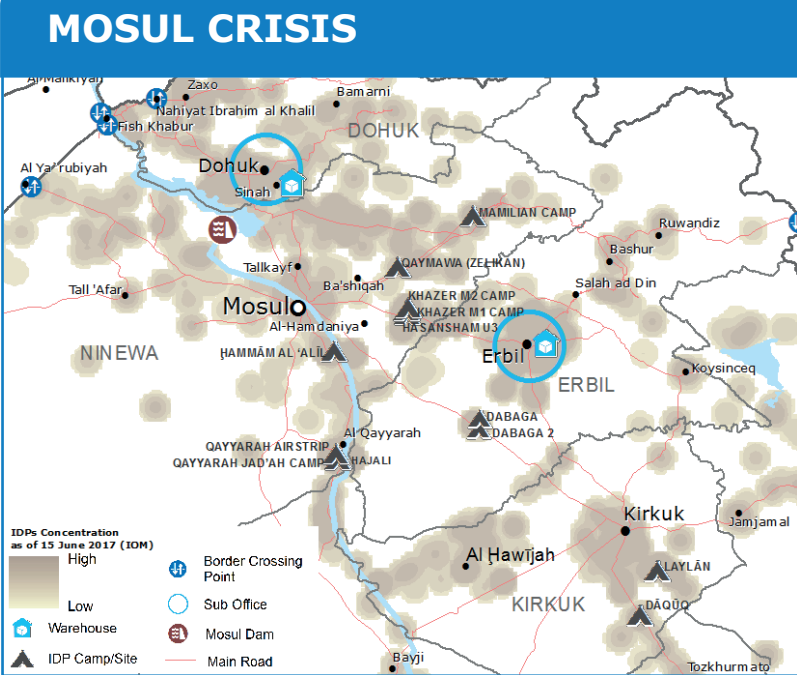 MOSUL CRISIS
Al-Malikiyah
Zaxo
Bamarni
Nahiyat Ibrahim al Khalil
Fish Khabur
DOHUK
Al Ya'rubiyah
Dohuk
Sinah
MAMILIAN CAMP
Ruwandiz
Bashur
QAYMAWA (ZELIKAN)
Tallkayf
Ba'shiqah
Salah ad Din
Tall 'Afar
KHAZER M2 CAMP
Mosul
KHAZER M1 CAMP
Al-Hamdaniya
HASANSHAM U3
NINEWA
ḨAMMĀM AL 'ALĪL
Erbil
Koysinceq
ERBIL
DABAGA
DABAGA 2
Al Qayyarah
QAYYARAH AIRSTRIP
QAYYARAH JAD'AH CAMP
HAJALI
Kirkuk
Jamjamal
IDPs Concentration
as of 15 June 2017 (IOM)
High
Low
Al Ḩawījah
LAYLĀN
KIRKUK
DĀQŪQ
Border Crossing
Point
Sub Office
Warehouse
Mosul Dam
IDP Camp/Site
Main Road
Bayji
Tozkhurmato